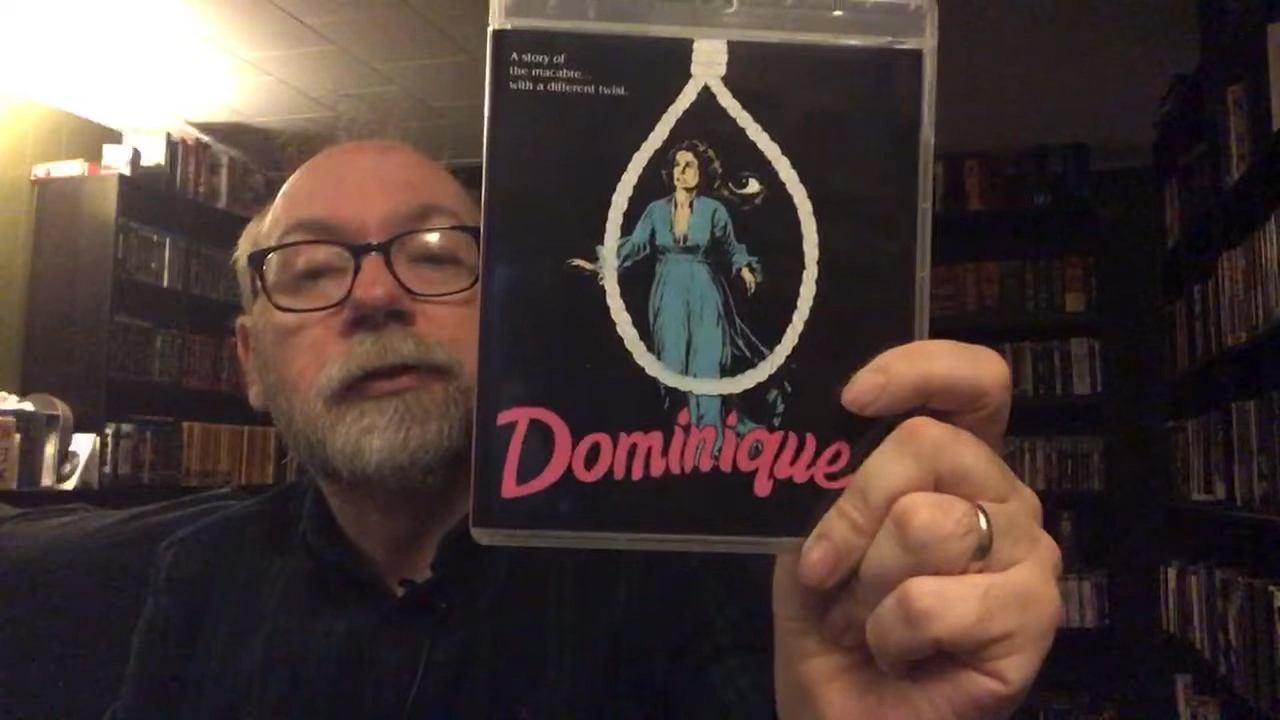 A story of
the macabre...
with a different twist.
Dominique